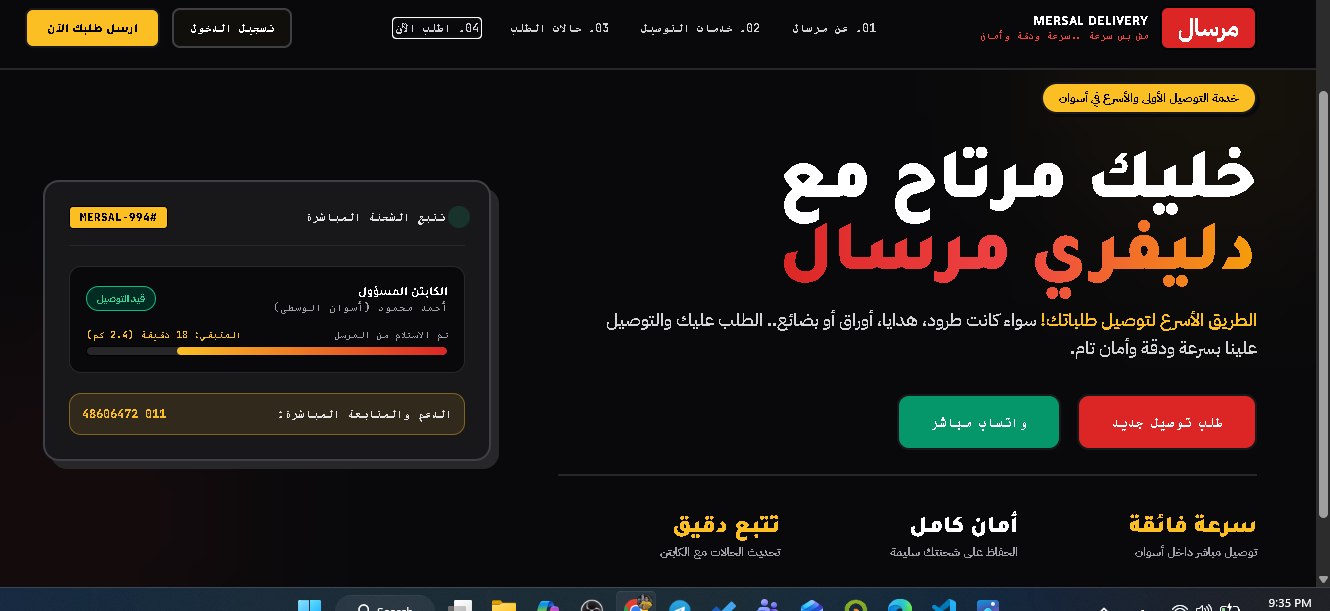 مرسال
MERSAL DELIVERY
مش بس سرعة ..سرعة ودقة وأمان
01. عن مرسال
02. خدمات التوصيل
03. حالات الطلب
04. اطلب الآن
تسجيل الدخول
ارسل طلبك الآن
خدمة التوصيل الأولى والأسرع في أسوان
خليك مرتاح مع
دليفري مرسال
الطريق الأسرع لتوصيل طلباتك! سواء كانت طرود، هدايا، أوراق أو بضائع.. الطلب عليك والتوصيل
علينا بسرعة ودقة وأمان تام.
طلب توصيل جديد
واتساب مباشر
سرعة فائقة
توصيل مباشر داخل أسوان
أمان كامل
الحفاظ على شحنتك سليمة
تتبع دقيق
تحديث الحالات مع الكابتن
تتبع الشحنة المباشرة
MERSAL-994#
الكابتن المسؤول
أحمد محمود (أسوان الوسطى)
قيد التوصيل
تم الاستلام من المرسل
المتبقي: 18 دقيقة (2.4 كم)
الدعم والمتابعة المباشرة:
48606472 011
Search
9:35 PM